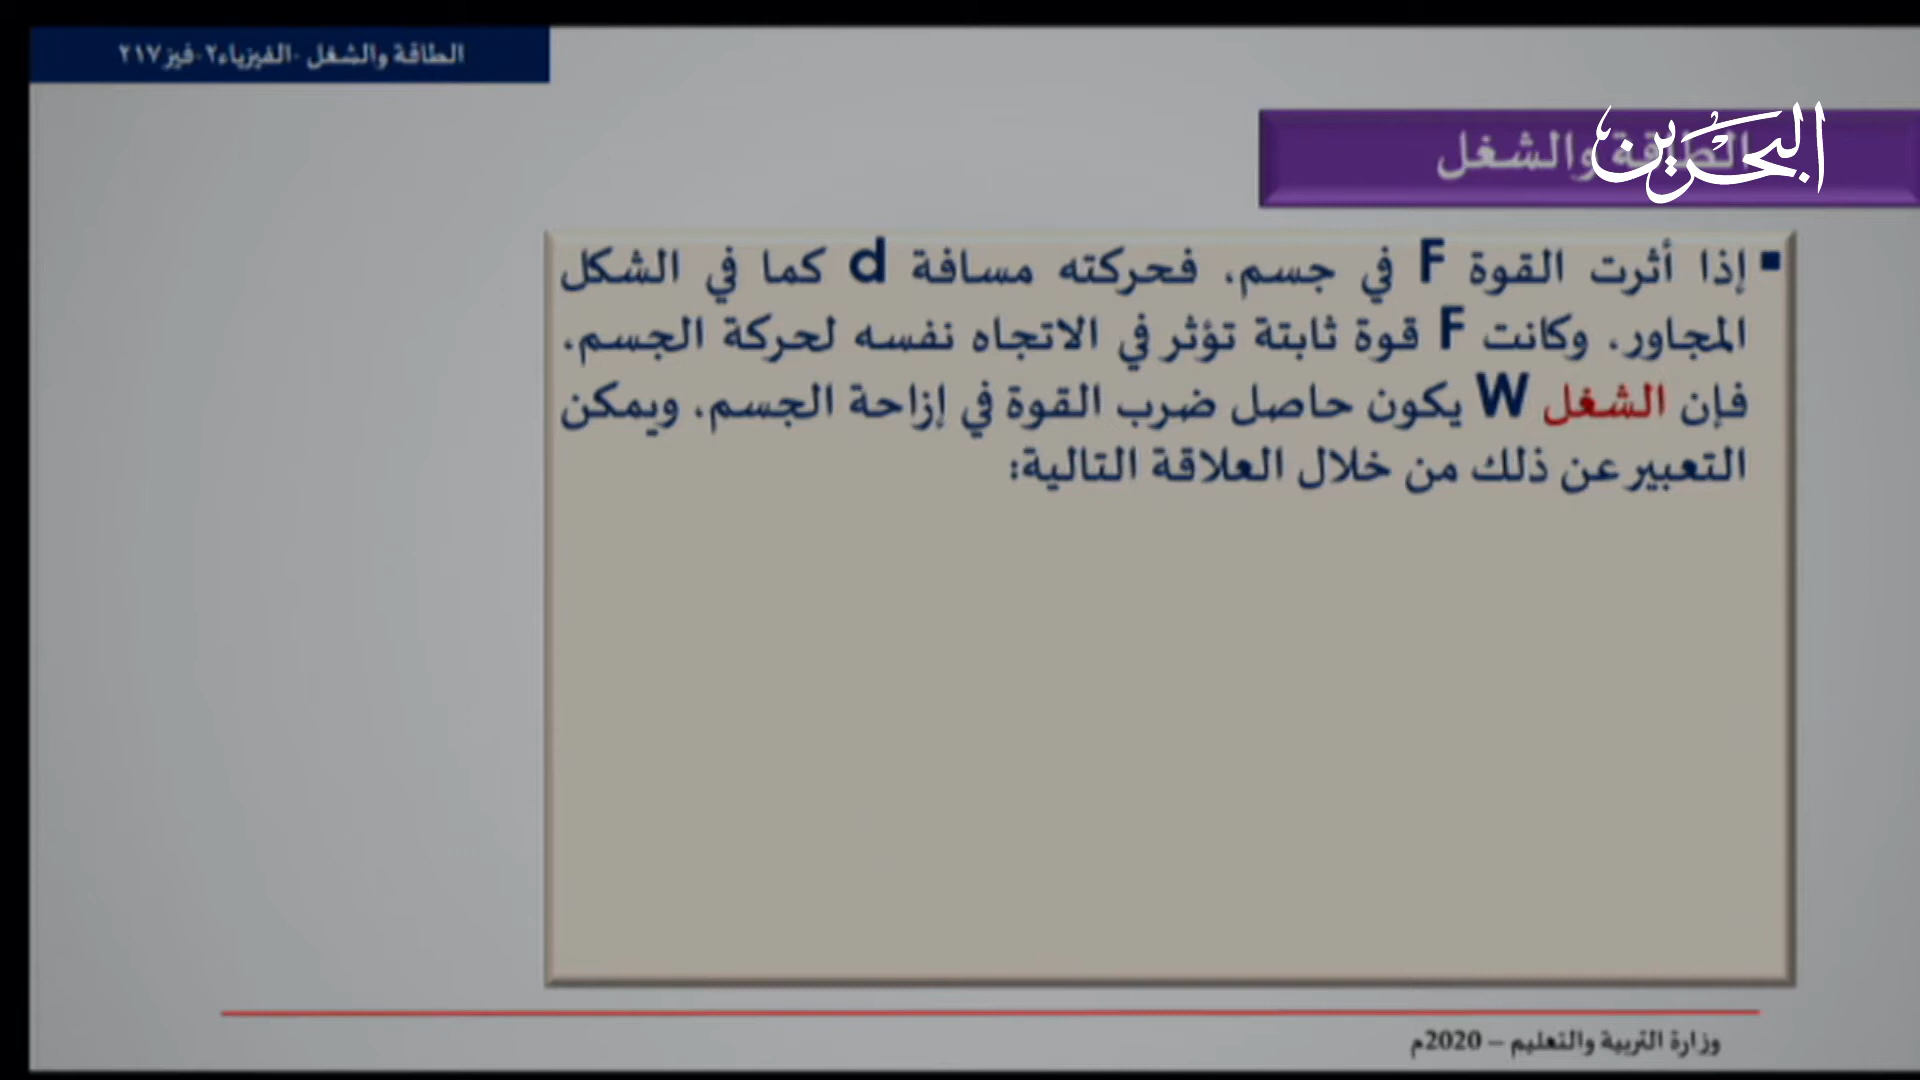 الطاقة والشغل -الفيزياء٢-فيز٢١٧
البحرين
الطاقة والشغل
▪ إذا أثرت القوة F في جسم، فحركته مسافة d كما في الشكل
المجاور، وكانت F قوة ثابتة تؤثر في الاتجاه نفسه لحركة الجسم،
فإن الشغل W يكون حاصل ضرب القوة في إزاحة الجسم، ويمكن
التعبير عن ذلك من خلال العلاقة التالية:
وزارة التربية والتعليم – 2020م